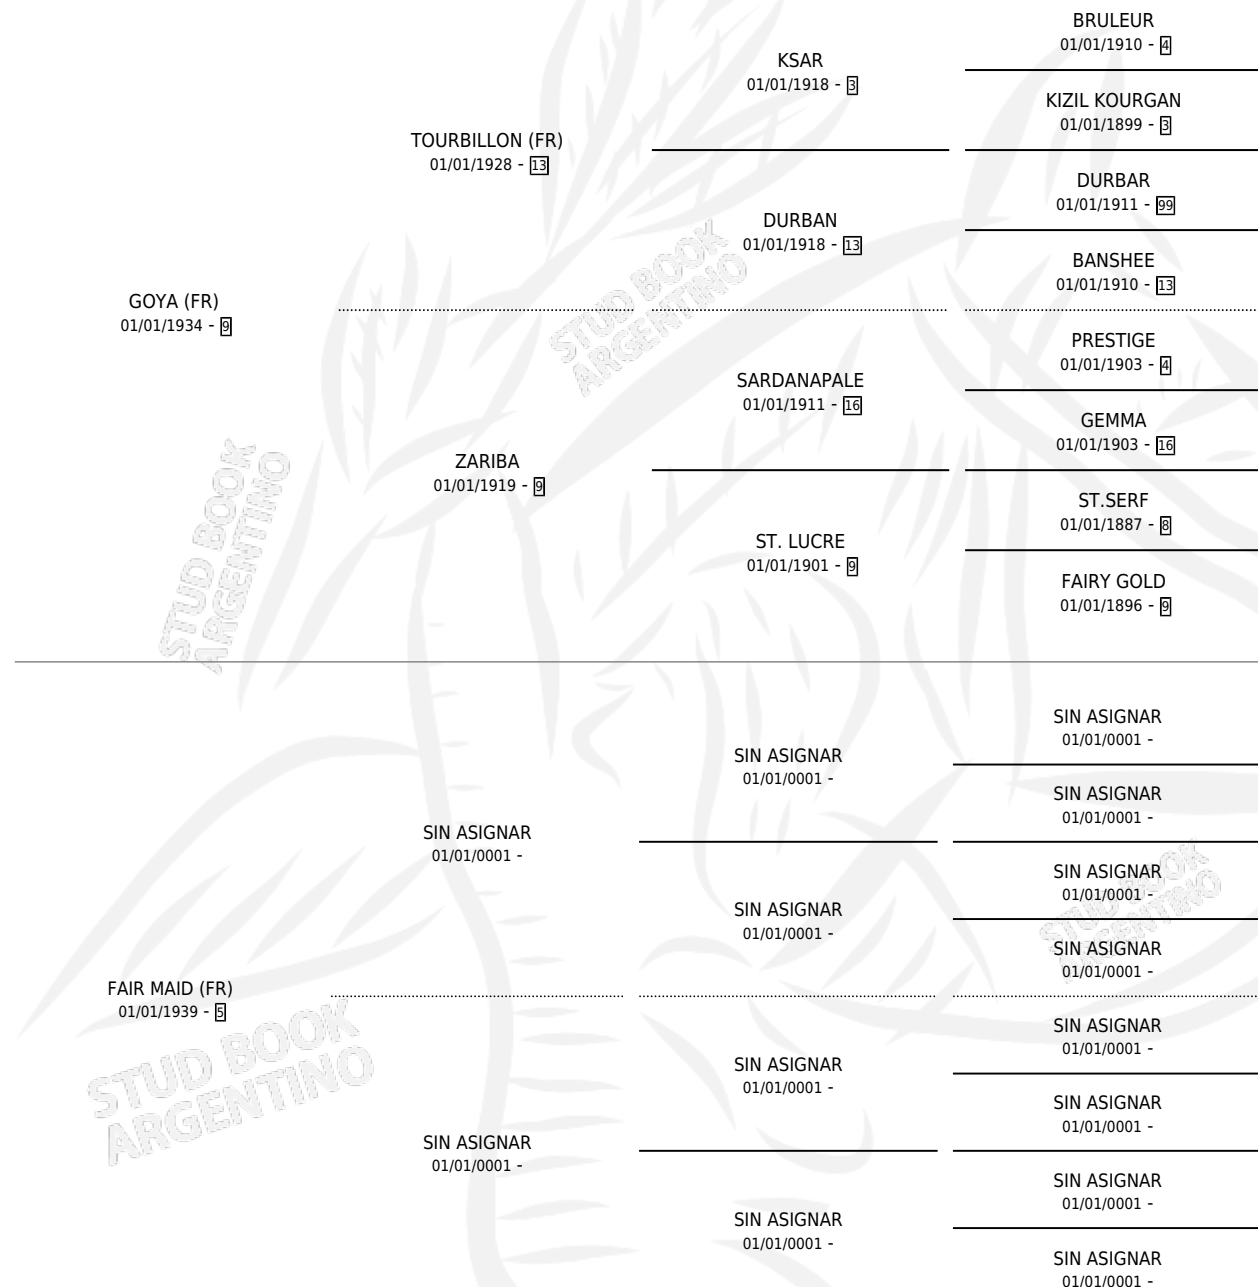 BRULEUR
01/01/1910 - 4
KSAR
01/01/1918 - 3
KIZIL KOURGAN
01/01/1899 - 3
TOURBILLON (FR)
01/01/1928 - 13
DURBAR
01/01/1911 - 99
DURBAN
01/01/1918 - 13
BANSHEE
01/01/1910 - 13
GOYA (FR)
01/01/1934 - 9
STUD BOOK
ARGENTINO
PRESTIGE
01/01/1903 - 4
SARDANAPALE
01/01/1911 - 16
GEMMA
01/01/1903 - 16
ZARIBA
01/01/1919 - 9
ST.SERF
01/01/1887 - 8
ST. LUCRE
01/01/1901 - 9
FAIRY GOLD
01/01/1896 - 9
STUD BOOK
ARGENTINO
SIN ASIGNAR
01/01/0001 -
SIN ASIGNAR
01/01/0001 -
SIN ASIGNAR
01/01/0001 -
SIN ASIGNAR
01/01/0001 -
SIN ASIGNAR
01/01/0001 -
SIN ASIGNAR
01/01/0001 -
SIN ASIGNAR
01/01/0001 -
STUD BOOK
ARGENTINO
FAIR MAID (FR)
01/01/1939 - 5
STUD BOOK
ARGENTINO
SIN ASIGNAR
01/01/0001 -
SIN ASIGNAR
01/01/0001 -
SIN ASIGNAR
01/01/0001 -
SIN ASIGNAR
01/01/0001 -
SIN ASIGNAR
01/01/0001 -
SIN ASIGNAR
01/01/0001 -
SIN ASIGNAR
01/01/0001 -